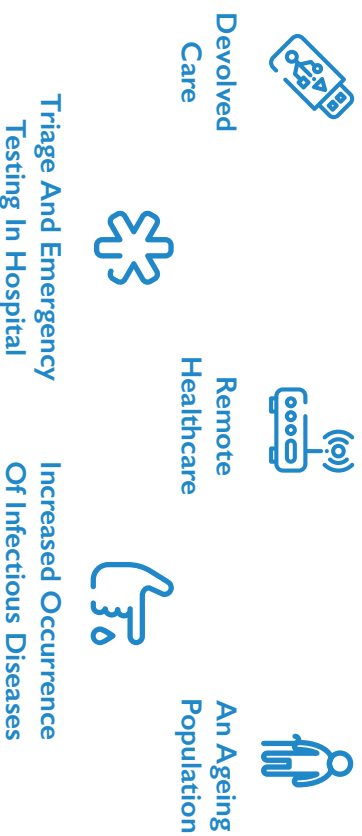 Devolved
Care
Remote
Healthcare
An Ageing
Population
Triage And Emergency
Testing In Hospital
Increased Occurrence
Of Infectious Diseases